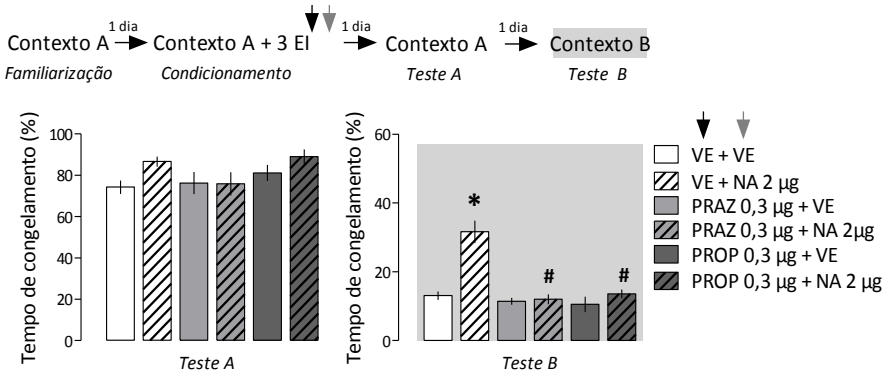 1 dia
1 dia
1 dia
Contexto A
Contexto A + 3 EI
Contexto A
Contexto B
Familiarização
Condicionamento
Teste A
Teste B
Tempo de congelamento (%)
100
80
60
40
20
0
Teste A
Tempo de congelamento (%)
60
40
20
0
*
#
#
Teste B
VE + VE
VE + NA 2 µg
PRAZ 0,3 µg + VE
PRAZ 0,3 µg + NA 2µg
PROP 0,3 µg + VE
PROP 0,3 µg + NA 2 µg